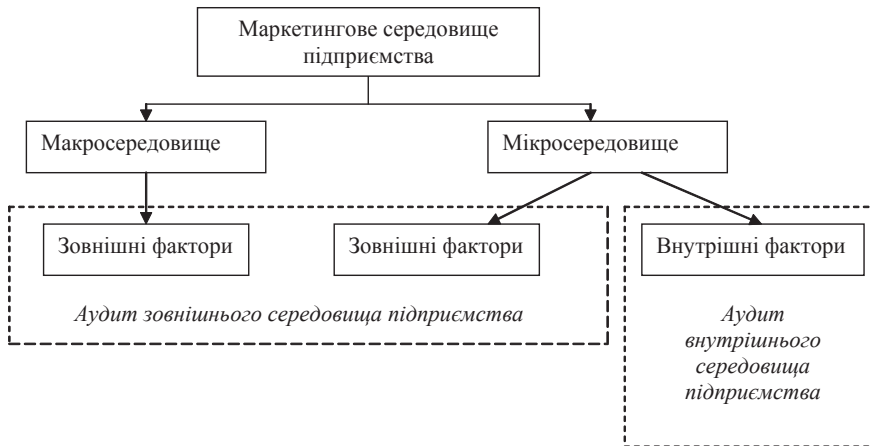 Маркетингове середовище
підприємства
Макросередовище
Мікросередовище
Зовнішні фактори
Зовнішні фактори
Внутрішні фактори
Аудит зовнішнього середовища підприємства
Аудит
внутрішнього
середовища
підприємства